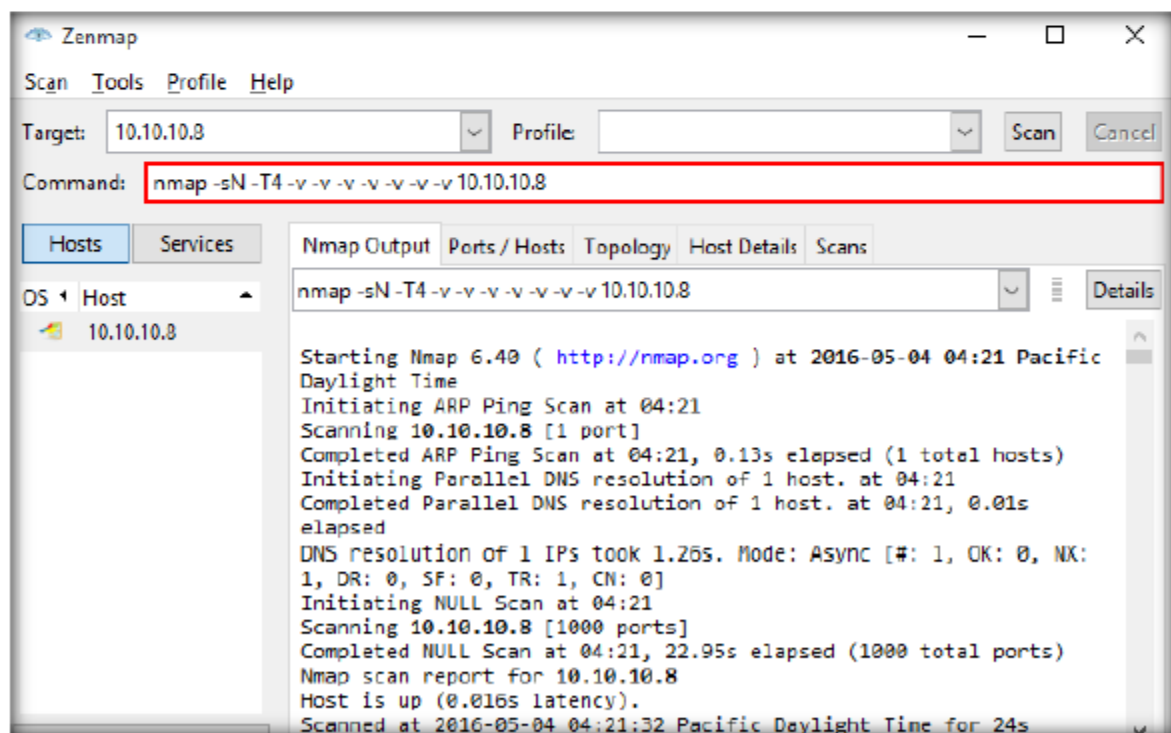 Zenmap
Scan Tools Profile Help
Target: 10.10.10.8 Profile: Scan Cancel
Command: nmap -sN -T4 -v -v -v -v -v -v -v 10.10.10.8
Hosts Services Nmap Output Ports / Hosts Topology Host Details Scans
nmap -sN -T4 -v -v -v -v -v -v -v 10.10.10.8 Details
OS Host
10.10.10.8
Starting Nmap 6.40 ( http://nmap.org ) at 2016-05-04 04:21 Pacific
Daylight Time
Initiating ARP Ping Scan at 04:21
Scanning 10.10.10.8 [1 port]
Completed ARP Ping Scan at 04:21, 0.13s elapsed (1 total hosts)
Initiating Parallel DNS resolution of 1 host. at 04:21
Completed Parallel DNS resolution of 1 host. at 04:21, 0.01s
elapsed
DNS resolution of 1 IPs took 1.26s. Mode: Async [#: 1, OK: 0, NX:
1, DR: 0, SF: 0, TR: 1, CN: 0]
Initiating NULL Scan at 04:21
Scanning 10.10.10.8 [1000 ports]
Completed NULL Scan at 04:21, 22.95s elapsed (1000 total ports)
Nmap scan report for 10.10.10.8
Host is up (0.016s latency).
Scanned at 2016-05-04 04:21:32 Pacific Daylight Time for 24s